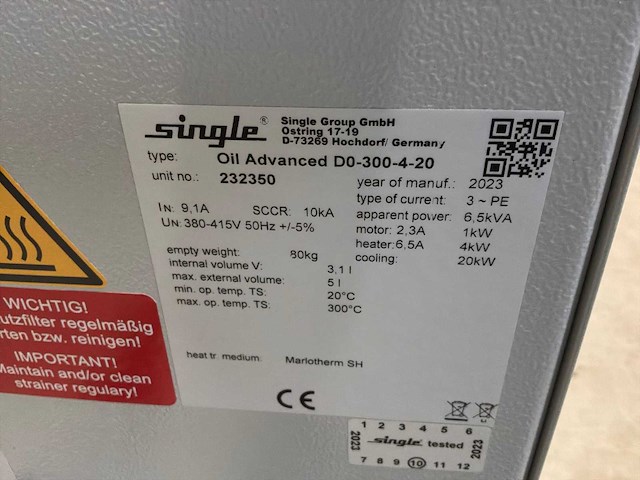 single®
Single Group GmbH
Ostring 17-19
D-73269 Hochdorf/ Germany
type: Oil Advanced D0-300-4-20
unit no.: 232350
year of manuf.: 2023
type of current: 3 ~ PE
IN: 9,1A SCCR: 10kA
apparent power: 6,5kVA
UN: 380-415V 50Hz +/-5%
motor: 2,3A 1kW
heater: 6,5A 4kW
empty weight: 80kg
cooling: 20kW
internal volume V: 3,1 l
max. external volume: 5 l
min. op. temp. TS: 20°C
max. op. temp. TS: 300°C
heat tr. medium: Marlotherm SH
CE
WICHTIG!
utzfilter regelmäßig
rten bzw. reinigen!
IMPORTANT!
Maintain and/or clean
strainer regulary!
1 2 3 4 5 6
2023 single tested 2023
7 8 9 10 11 12